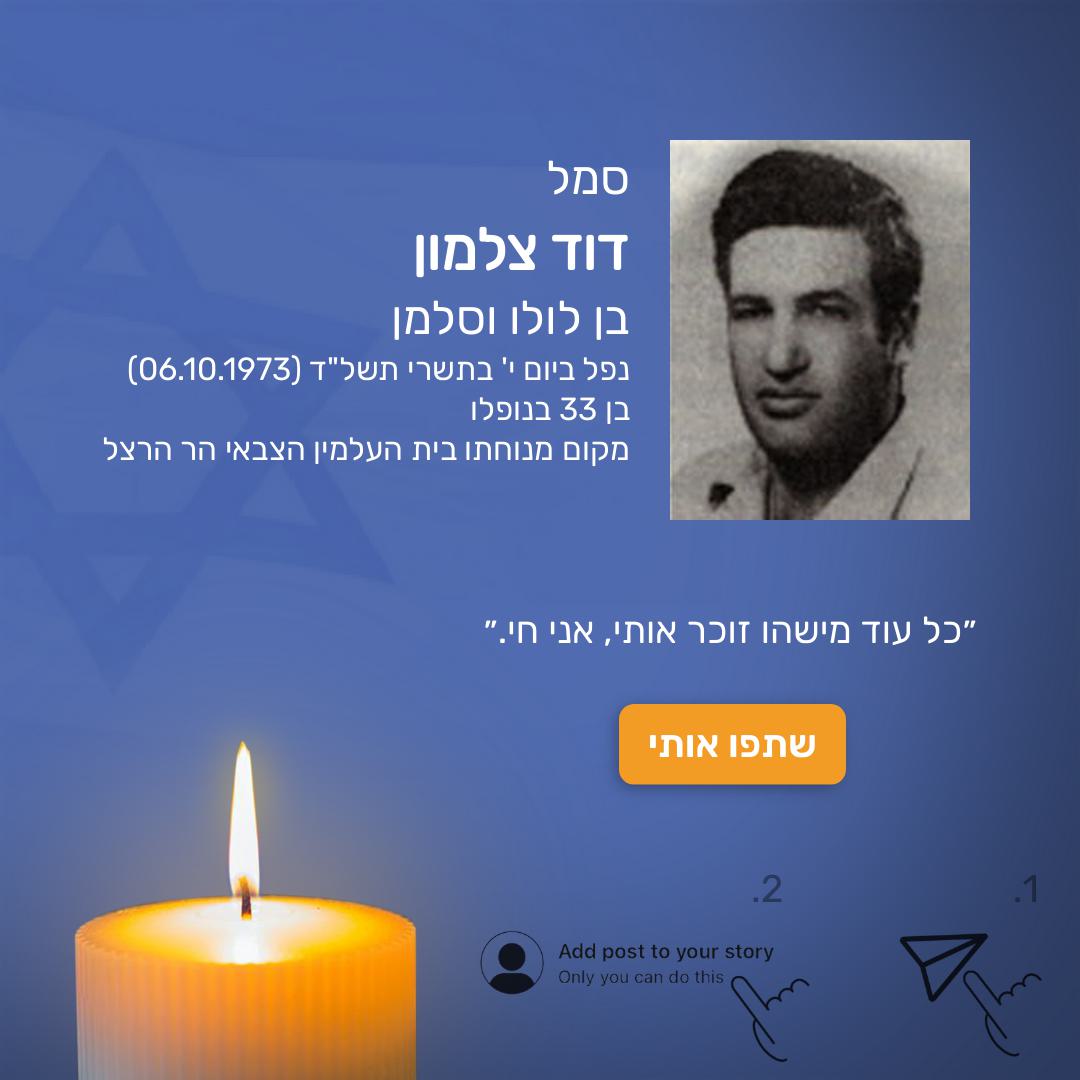 סמל
דוד צלמון
בן לולו וסלמן
נפל ביום י' בתשרי תשל"ד (06.10.1973)
בן 33 בנופלו
מקום מנוחתו בית העלמין הצבאי הר הרצל
״כל עוד מישהו זוכר אותי, אני חי.״
שתפו אותי
1.
2.
Add post to your story
Only you can do this